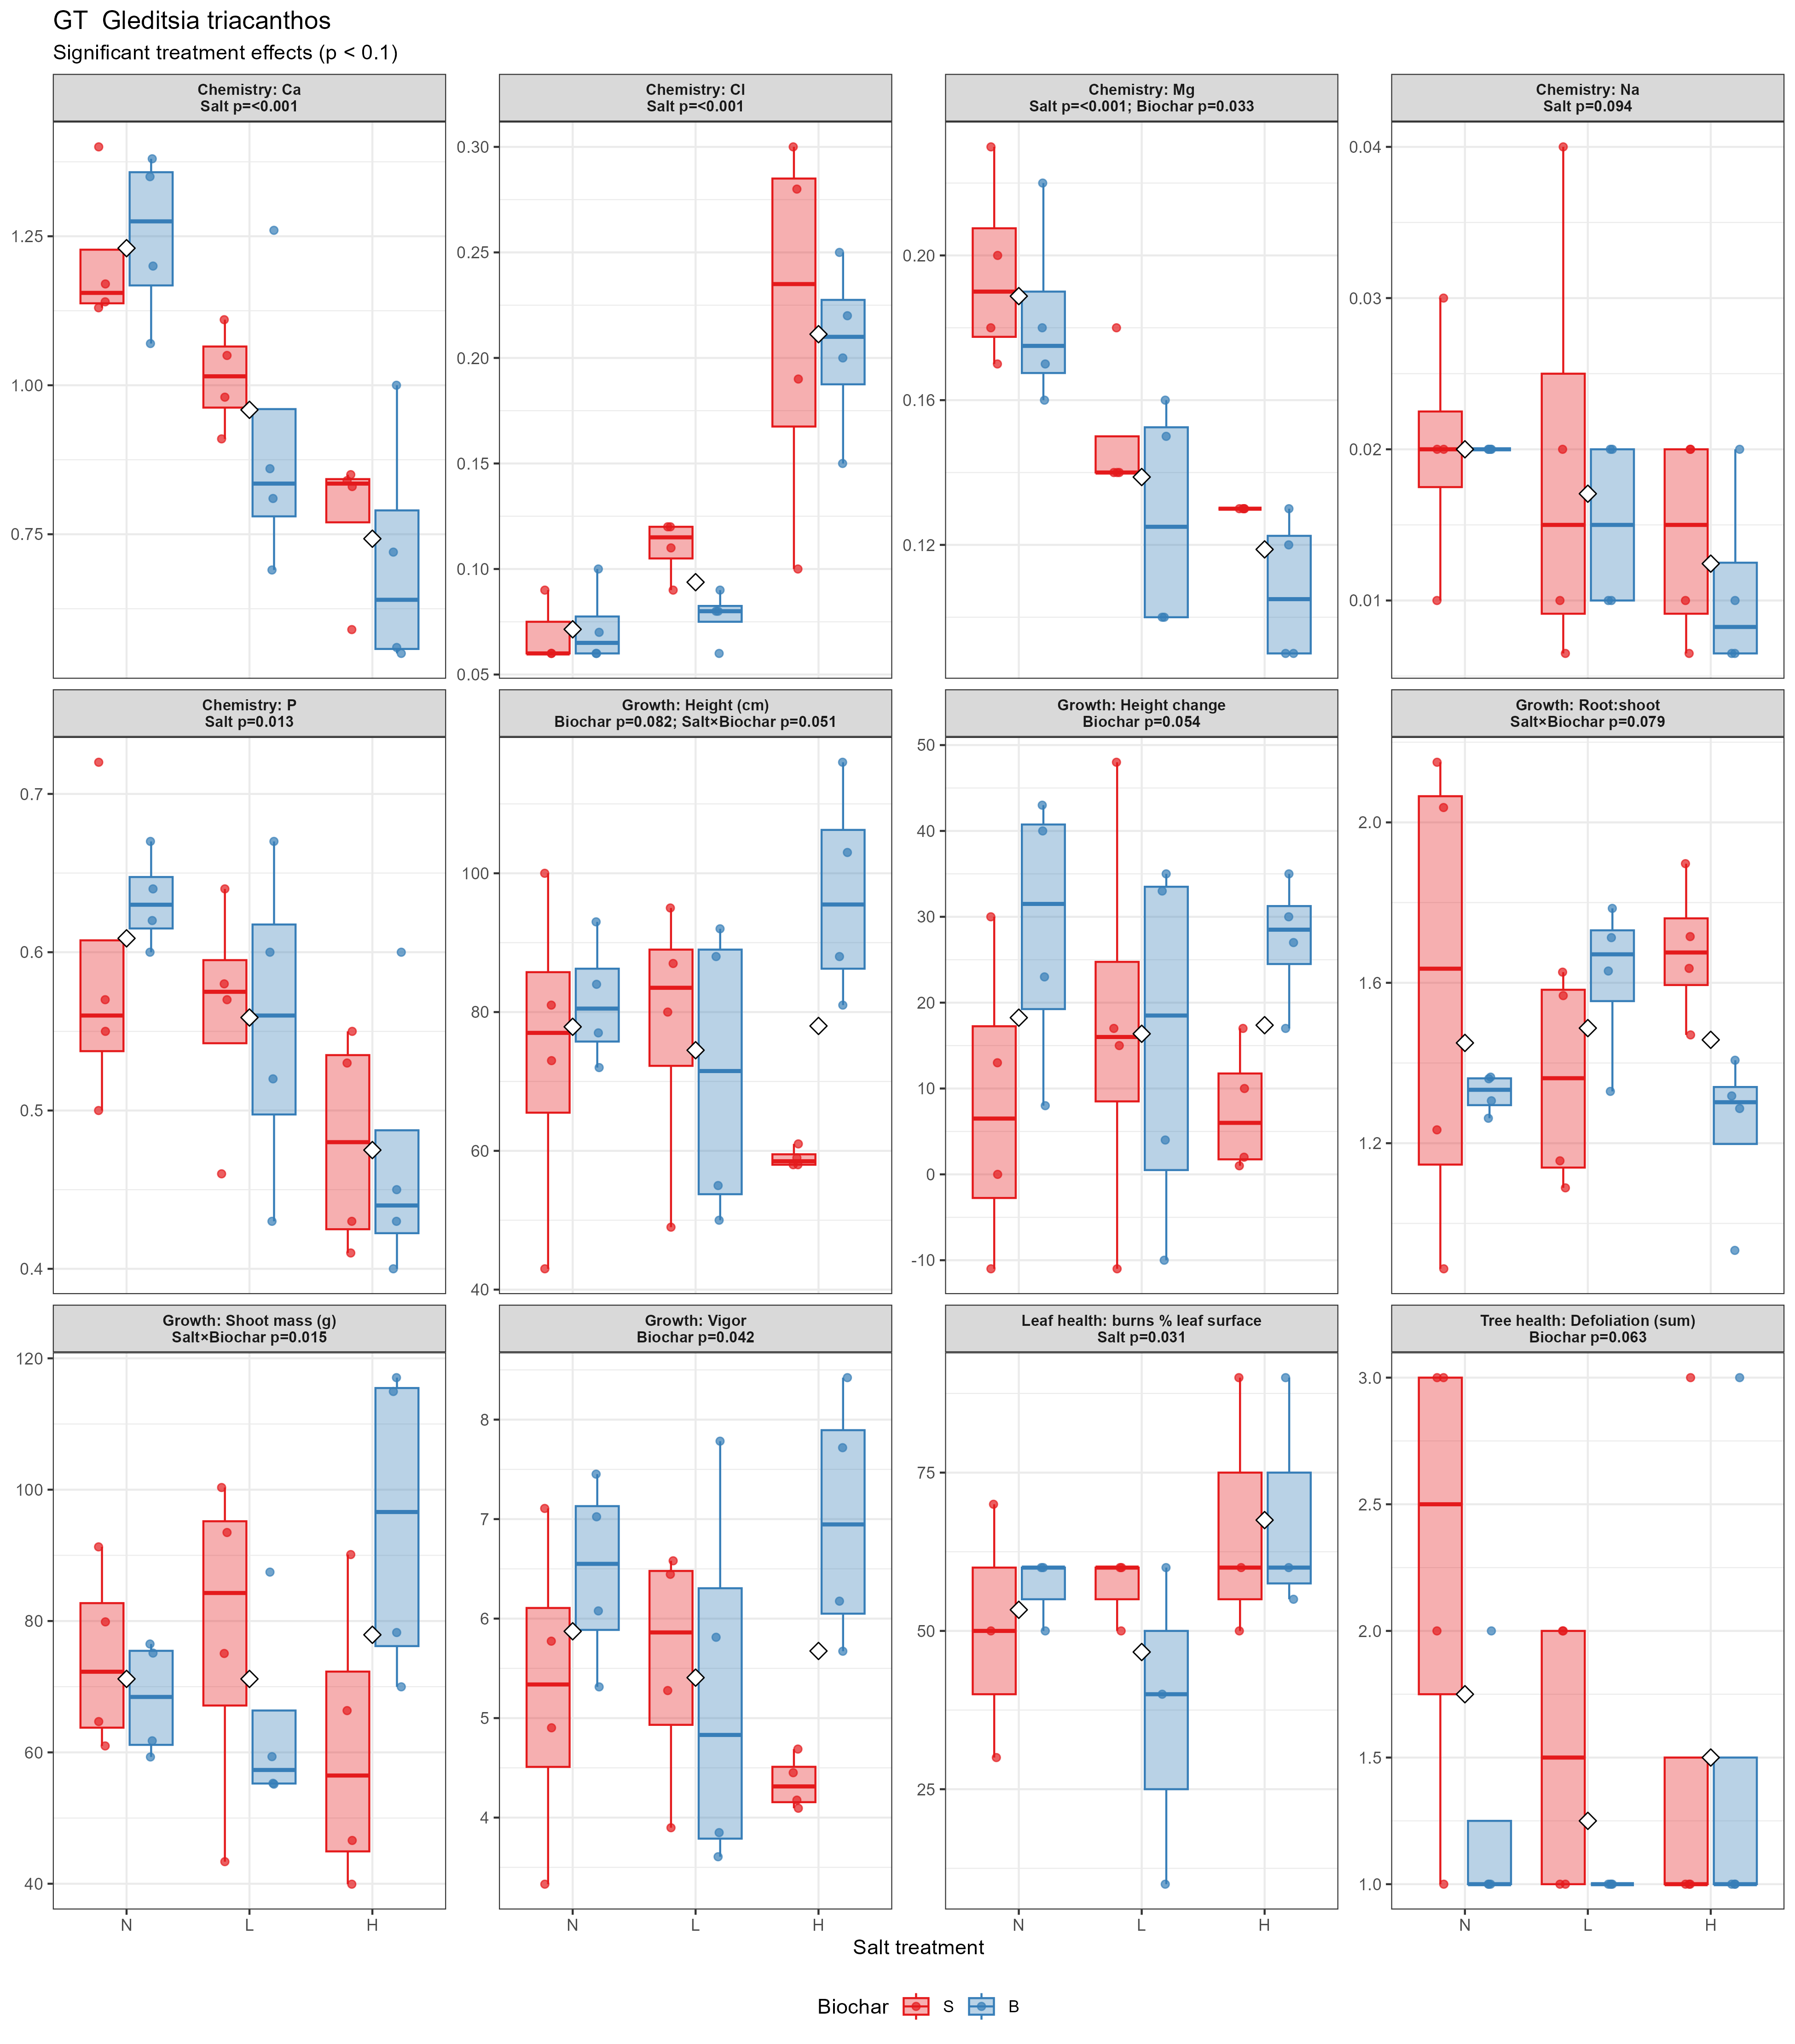 GT  Gleditsia triacanthos
Significant treatment effects (p < 0.1)
Chemistry: Ca
Salt p=<0.001
Chemistry: Cl
Salt p=<0.001
Chemistry: Mg
Salt p=<0.001; Biochar p=0.033
Chemistry: Na
Salt p=0.094
1.25
1.00
0.75
0.30
0.25
0.20
0.15
0.10
0.05
0.20
0.16
0.12
0.04
0.03
0.02
0.01
Chemistry: P
Salt p=0.013
Growth: Height (cm)
Biochar p=0.082; Salt×Biochar p=0.051
Growth: Height change
Biochar p=0.054
Growth: Root:shoot
Salt×Biochar p=0.079
0.7
0.6
0.5
0.4
100
80
60
40
50
40
30
20
10
0
-10
2.0
1.6
1.2
Growth: Shoot mass (g)
Salt×Biochar p=0.015
Growth: Vigor
Biochar p=0.042
Leaf health: burns % leaf surface
Salt p=0.031
Tree health: Defoliation (sum)
Biochar p=0.063
120
100
80
60
40
8
7
6
5
4
75
50
25
3.0
2.5
2.0
1.5
1.0
N L H
N L H
N L H
N L H
Salt treatment
Biochar S B